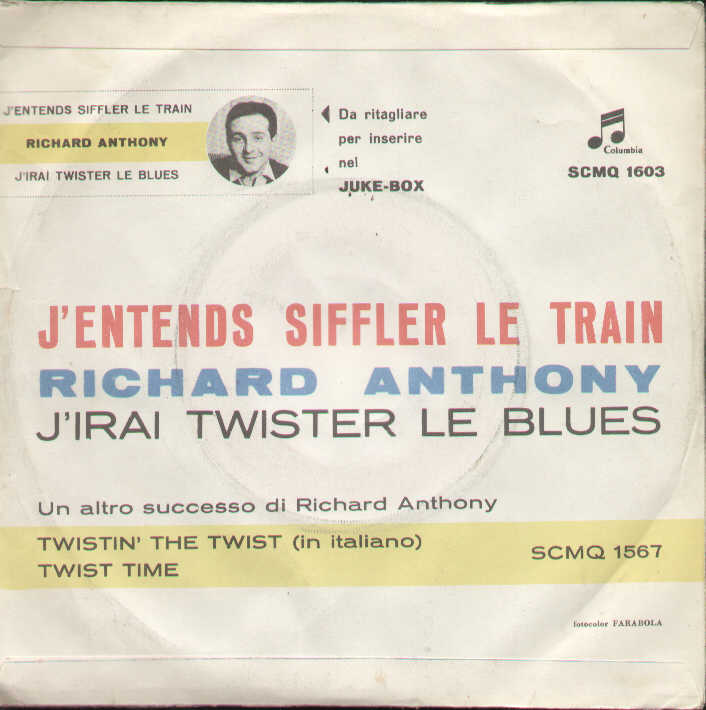 J'ENTENDS SIFFLER LE TRAIN
RICHARD ANTHONY
J'IRAI TWISTER LE BLUES
Da ritagliare
per inserire
nel
JUKE-BOX
Columbia
SCMQ 1603
J'ENTENDS SIFFLER LE TRAIN
RICHARD ANTHONY
J'IRAI TWISTER LE BLUES
Un altro successo di Richard Anthony
TWISTIN' THE TWIST (in italiano)
TWIST TIME
SCMQ 1567
fotocolor FARABOLA